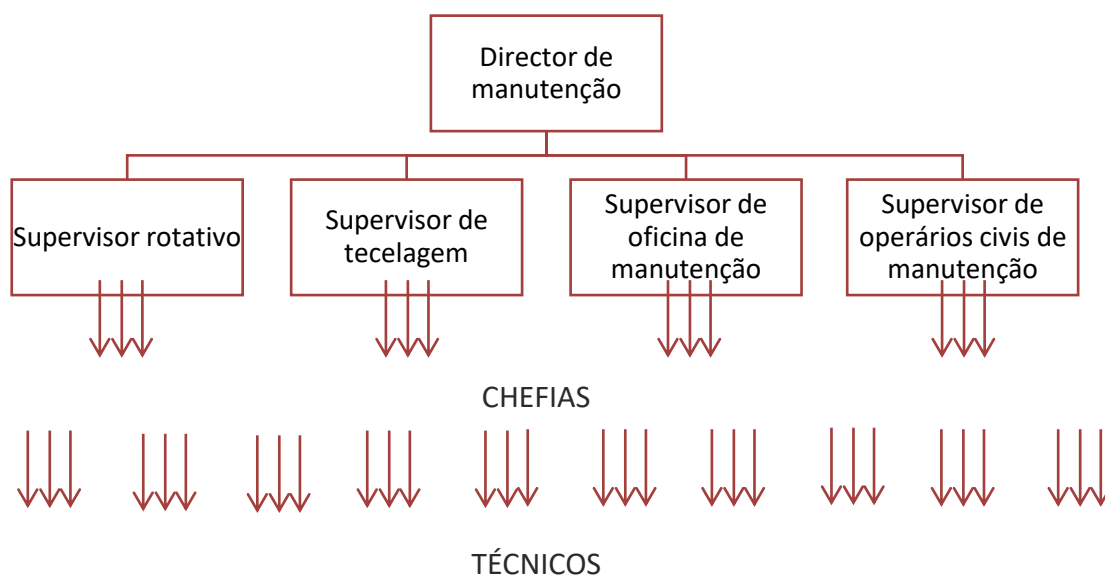 Director de
manutenção
Supervisor rotativo
Supervisor de
tecelagem
Supervisor de
oficina de
manutenção
Supervisor de
operários civis de
manutenção
CHEFIAS
TÉCNICOS